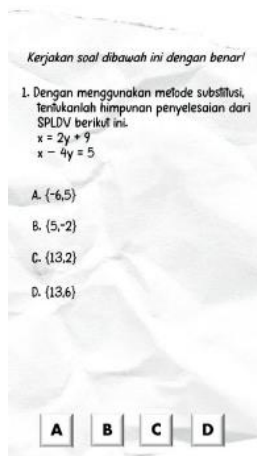 Kerjakan soal dibawah ini dengan benar!
1. Dengan menggunakan metode substitusi,
tentukanlah himpunan penyelesaian dari
SPLDV berikut ini.
x = 2y + 9
x - 4y = 5
A. {-6,5}
B. {5,-2}
C. {13,2}
D. {13,6}
A B C D